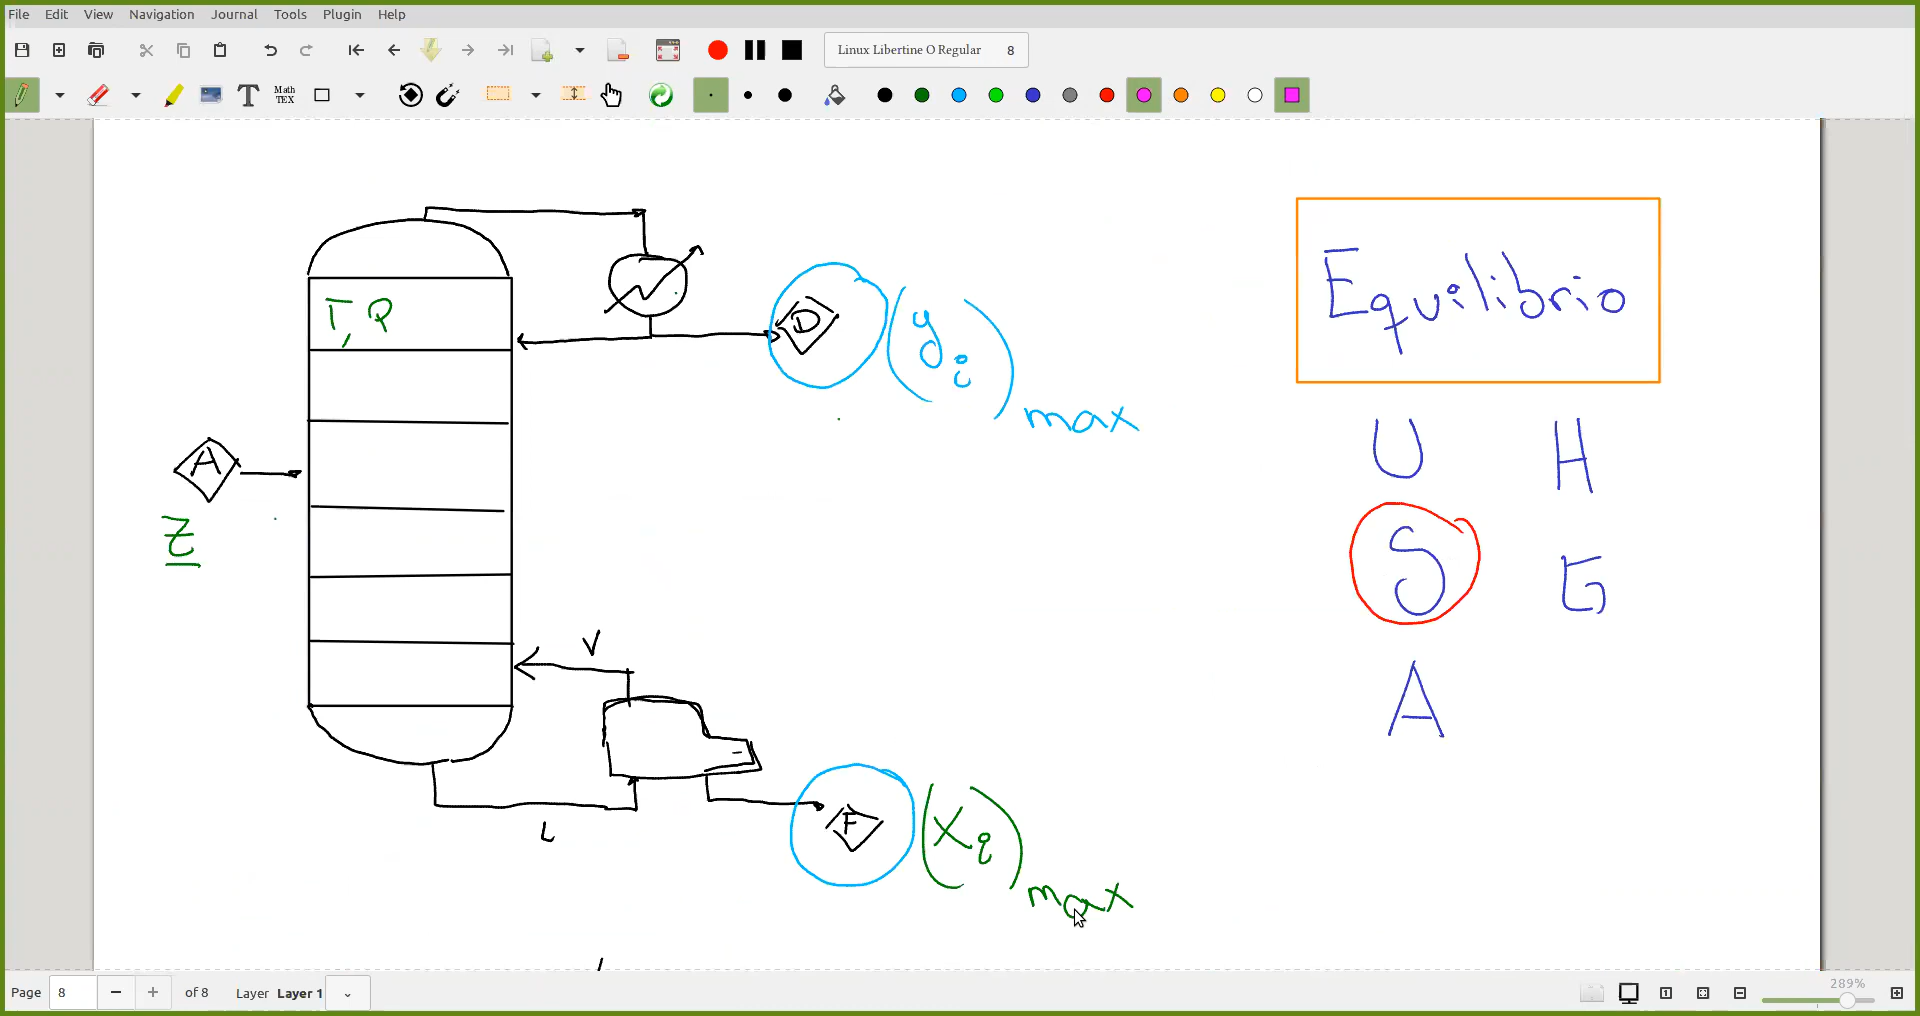 File Edit View Navigation Journal Tools Plugin Help
Linux Libertine O Regular 8
T Math TEX
T, P
D
(yi)max
Equilibrio
A
z
U H
S G
A
V
L
F
(xi)max
Page 8 of 8 Layer Layer 1
289%